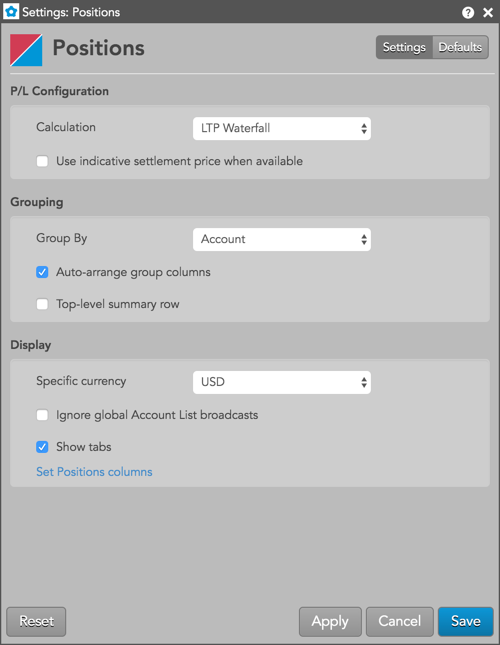 Settings: Positions
Positions
Settings Defaults
P/L Configuration
Calculation LTP Waterfall
Use indicative settlement price when available
Grouping
Group By Account
Auto-arrange group columns
Top-level summary row
Display
Specific currency USD
Ignore global Account List broadcasts
Show tabs
Set Positions columns
Reset Apply Cancel Save